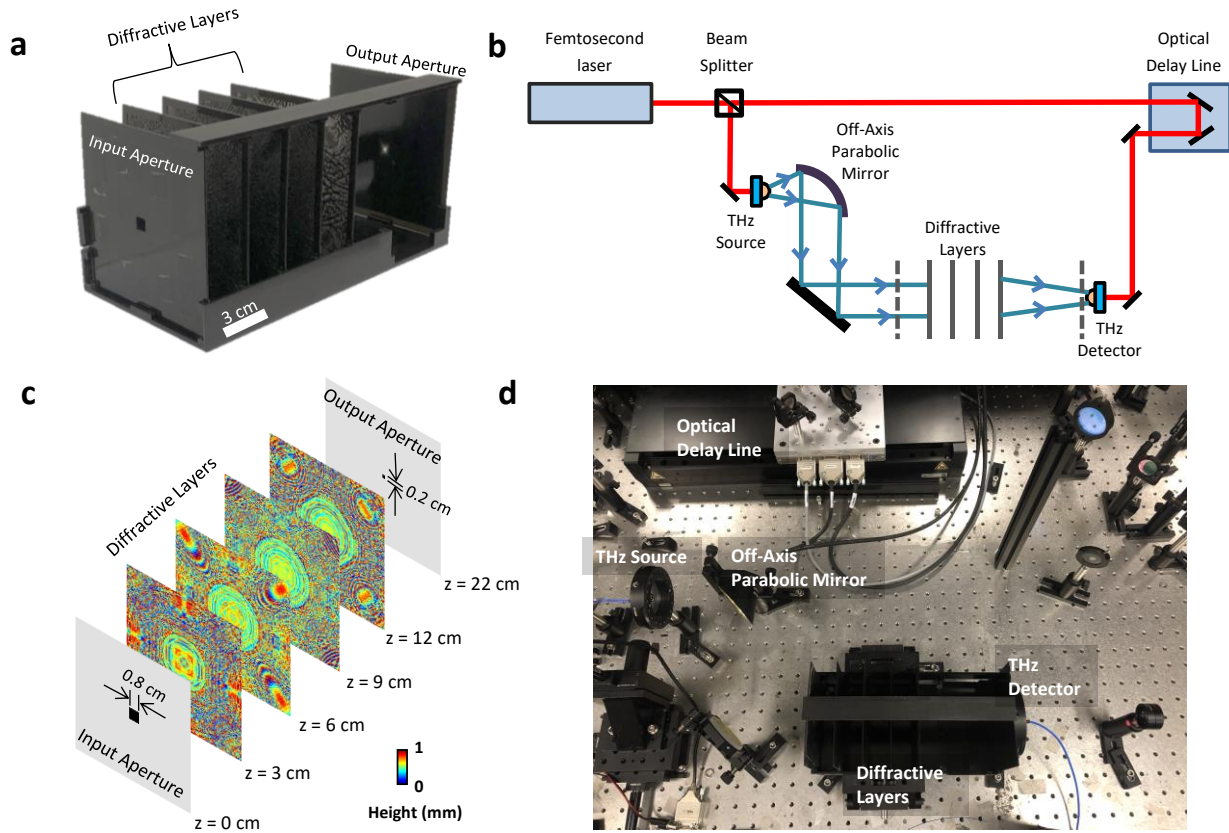 a
Diffractive Layers
Output Aperture
Input Aperture
3 cm
b
Femtosecond
laser
Beam
Splitter
Optical
Delay Line
Off-Axis
Parabolic
Mirror
THz
Source
Diffractive
Layers
THz
Detector
c
Output Aperture
0.2 cm
Diffractive Layers
z = 22 cm
z = 12 cm
z = 9 cm
z = 6 cm
z = 3 cm
z = 0 cm
0.8 cm
Input Aperture
1
0
Height (mm)
d
Optical
Delay Line
THz Source
Off-Axis
Parabolic Mirror
THz
Detector
Diffractive
Layers